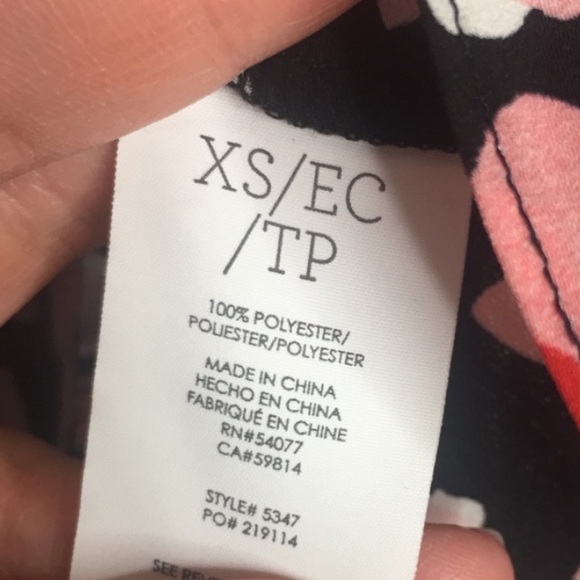 XS/EC
/TP
100% POLYESTER/
POLIESTER/POLYESTER
MADE IN CHINA
HECHO EN CHINA
FABRIQUÉ EN CHINE
RN#54077
CA#59814
STYLE# 5347
PO# 219114
SEE